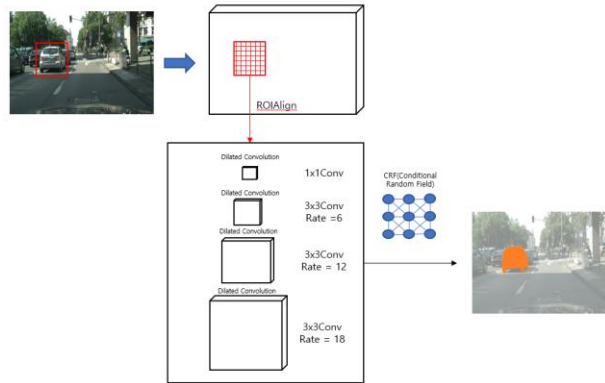 ROIAlign
Dilated Convolution
1x1Conv
Dilated Convolution
3x3Conv
Rate =6
Dilated Convolution
3x3Conv
Rate = 12
Dilated Convolution
3x3Conv
Rate = 18
CRF(Conditional
Random Field)